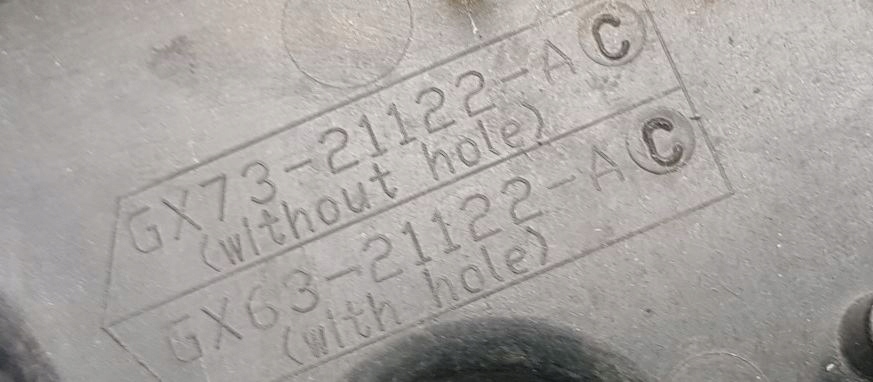 GX73-21122-A C
(without hole)
GX63-21122-A C
(with hole)